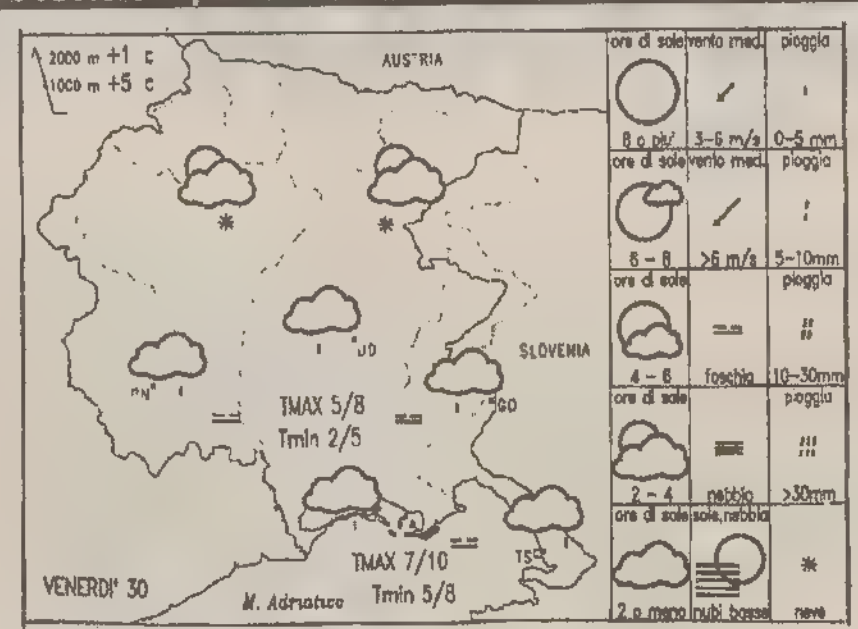 2000 m +1 C
1000 m +5 C
AUSTRIA
SLOVENIA
UD
PN
GO
TMAX 5/8
Tmin 2/5
TS
TMAX 7/10
Tmin 5/8
VENERDI' 30
M. Adriatico
ore di sole vento med. pioggia
8 o piu' 3-6 m/s 0-5 mm
ore di sole vento med. pioggia
6 - 8 >6 m/s 5-10mm
ore di sole pioggia
4 - 6 foschia 10-30mm
ore di sole pioggia
2 - 4 nebbia >30mm
ore di sole sole, nebbia
2 o meno nubi basse neve